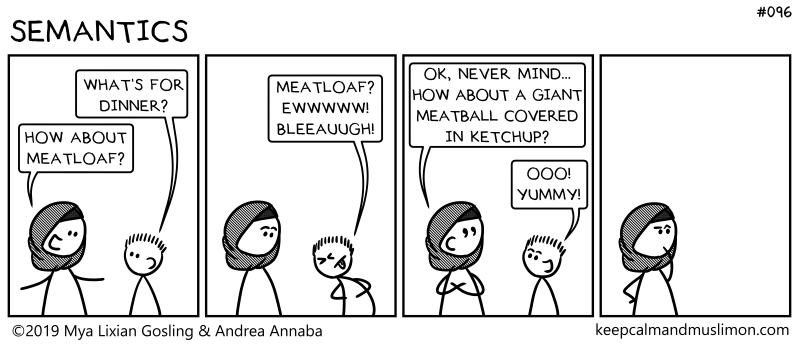 #096
SEMANTICS
WHAT'S FOR
DINNER?
HOW ABOUT
MEATLOAF?
MEATLOAF?
EWWWWW!
BLEEAUUGH!
OK, NEVER MIND...
HOW ABOUT A GIANT
MEATBALL COVERED
IN KETCHUP?
OOO!
YUMMY!
©2019 Mya Lixian Gosling & Andrea Annaba
keepcalmandmuslimon.com